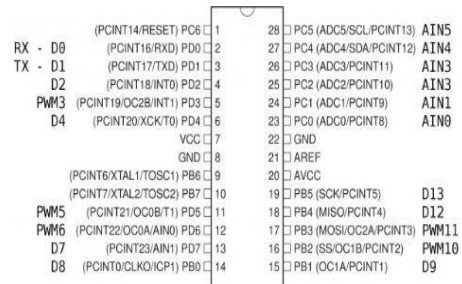 (PCINT14/RESET) PC6 1 28 PC5 (ADC5/SCL/PCINT13) AIN5
RX - D0 (PCINT16/RXD) PD0 2 27 PC4 (ADC4/SDA/PCINT12) AIN4
TX - D1 (PCINT17/TXD) PD1 3 26 PC3 (ADC3/PCINT11) AIN3
D2 (PCINT18/INT0) PD2 4 25 PC2 (ADC2/PCINT10) AIN3
PWM3 (PCINT19/OC2B/INT1) PD3 5 24 PC1 (ADC1/PCINT9) AIN1
D4 (PCINT20/XCK/T0) PD4 6 23 PC0 (ADC0/PCINT8) AIN0
VCC 7 22 GND
GND 8 21 AREF
(PCINT6/XTAL1/TOSC1) PB6 9 20 AVCC
(PCINT7/XTAL2/TOSC2) PB7 10 19 PB5 (SCK/PCINT5) D13
PWM5 (PCINT21/OC0B/T1) PD5 11 18 PB4 (MISO/PCINT4) D12
PWM6 (PCINT22/OC0A/AIN0) PD6 12 17 PB3 (MOSI/OC2A/PCINT3) PWM11
D7 (PCINT23/AIN1) PD7 13 16 PB2 (SS/OC1B/PCINT2) PWM10
D8 (PCINT0/CLKO/ICP1) PB0 14 15 PB1 (OC1A/PCINT1) D9